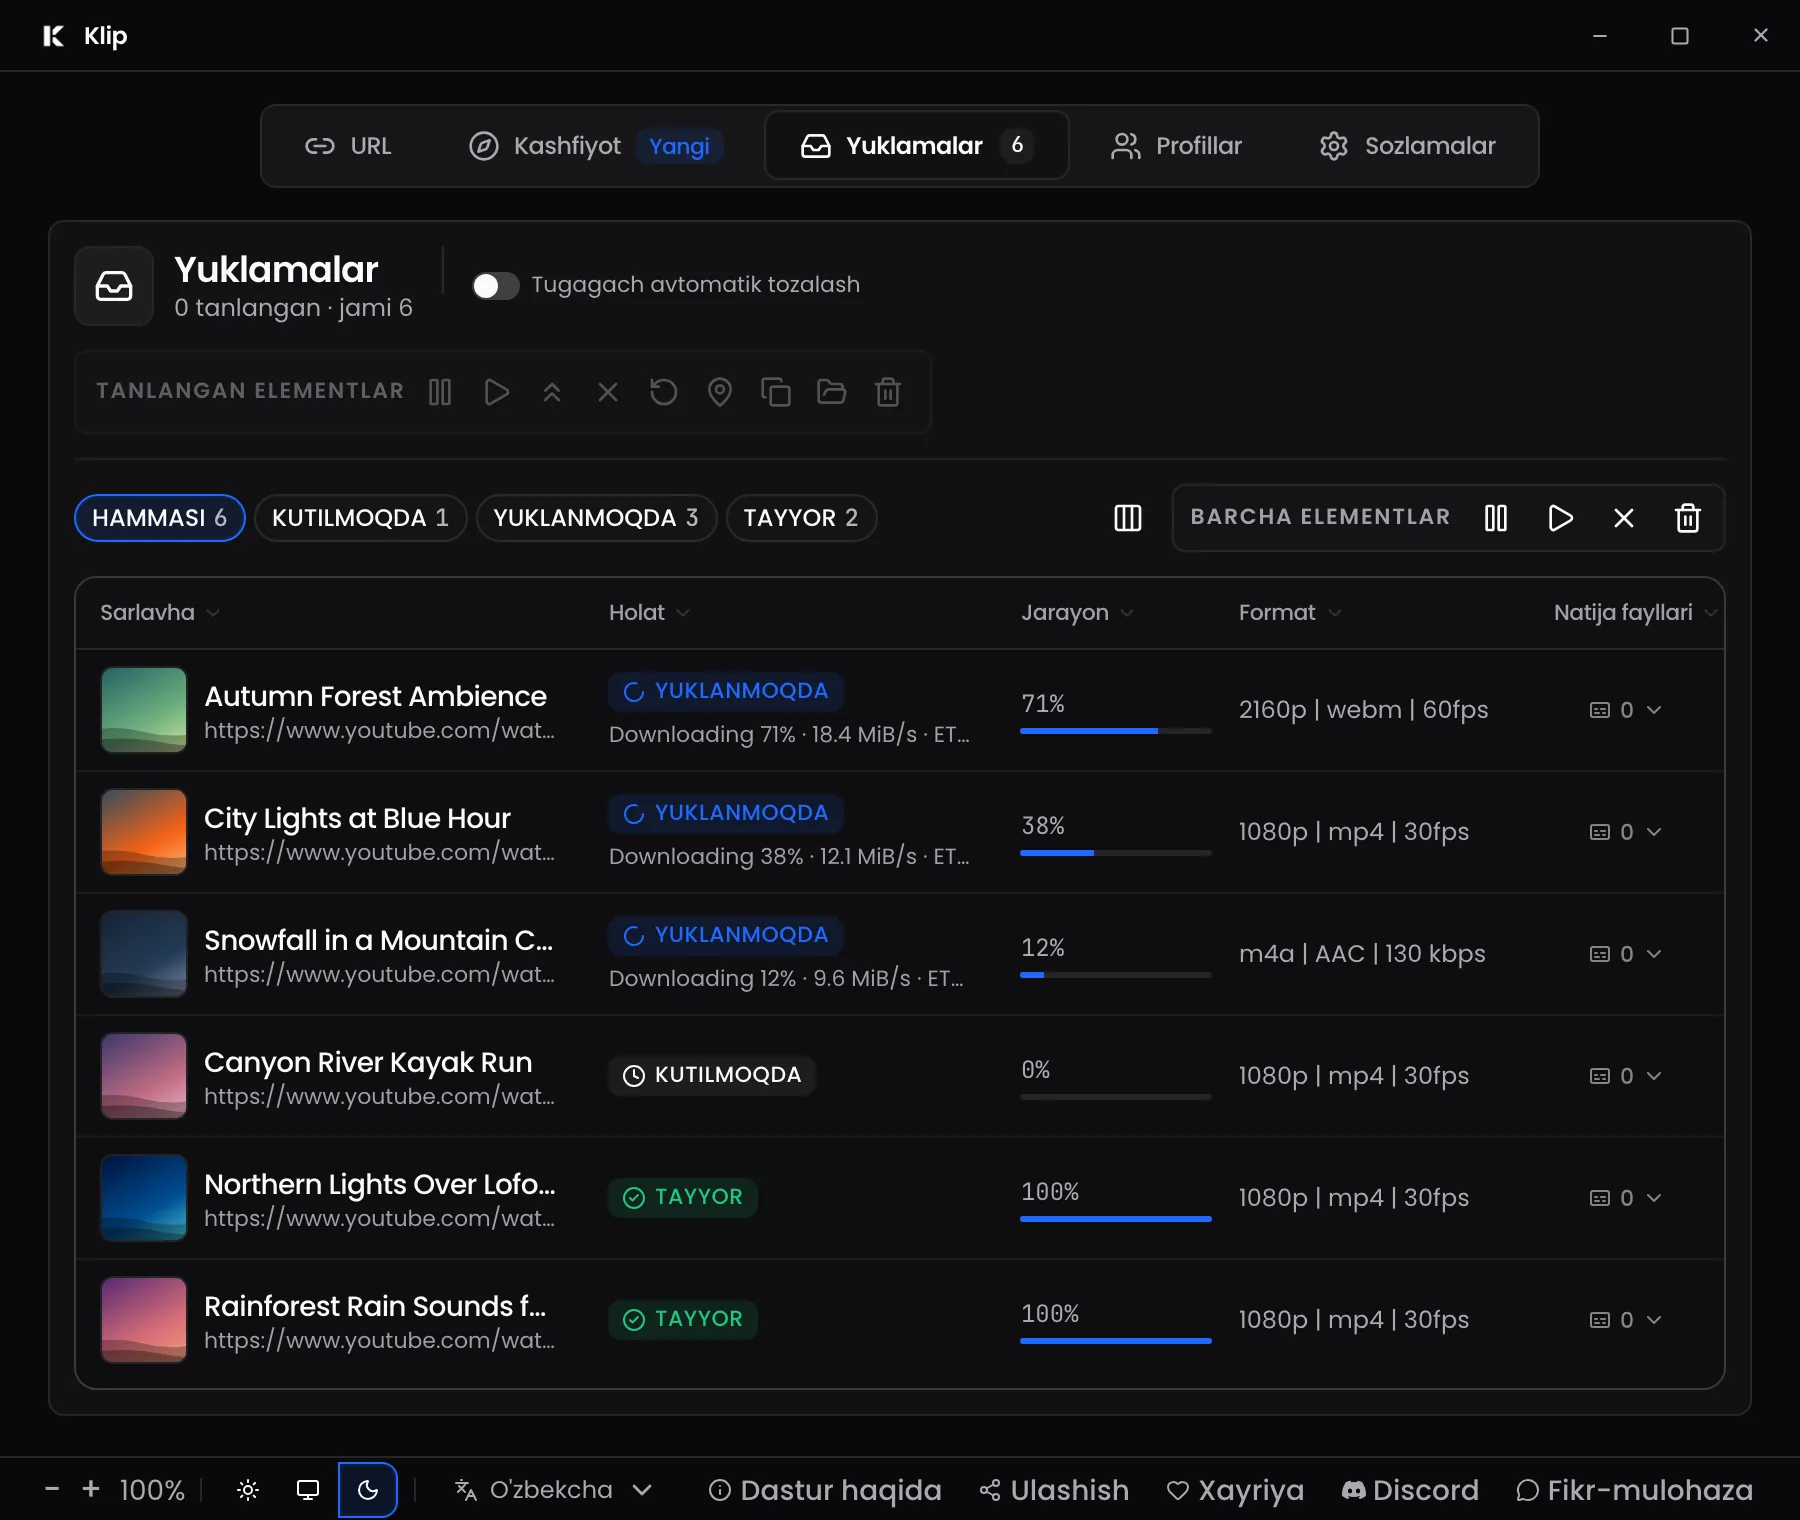 Klip
URL
Kashfiyot Yangi
Yuklamalar 6
Profillar
Sozlamalar
Yuklamalar
0 tanlangan · jami 6
Tugagach avtomatik tozalash
TANLANGAN ELEMENTLAR
HAMMASI 6
KUTILMOQDA 1
YUKLANMOQDA 3
TAYYOR 2
BARCHA ELEMENTLAR
Sarlavha
Holat
Jarayon
Format
Natija fayllari
Autumn Forest Ambience
https://www.youtube.com/wat...
YUKLANMOQDA
Downloading 71% · 18.4 MiB/s · ET...
71%
2160p | webm | 60fps
0
City Lights at Blue Hour
https://www.youtube.com/wat...
YUKLANMOQDA
Downloading 38% · 12.1 MiB/s · ET...
38%
1080p | mp4 | 30fps
0
Snowfall in a Mountain C...
https://www.youtube.com/wat...
YUKLANMOQDA
Downloading 12% · 9.6 MiB/s · ET...
12%
m4a | AAC | 130 kbps
0
Canyon River Kayak Run
https://www.youtube.com/wat...
KUTILMOQDA
0%
1080p | mp4 | 30fps
0
Northern Lights Over Lofo...
https://www.youtube.com/wat...
TAYYOR
100%
1080p | mp4 | 30fps
0
Rainforest Rain Sounds f...
https://www.youtube.com/wat...
TAYYOR
100%
1080p | mp4 | 30fps
0
100%
O'zbekcha
Dastur haqida
Ulashish
Xayriya
Discord
Fikr-mulohaza